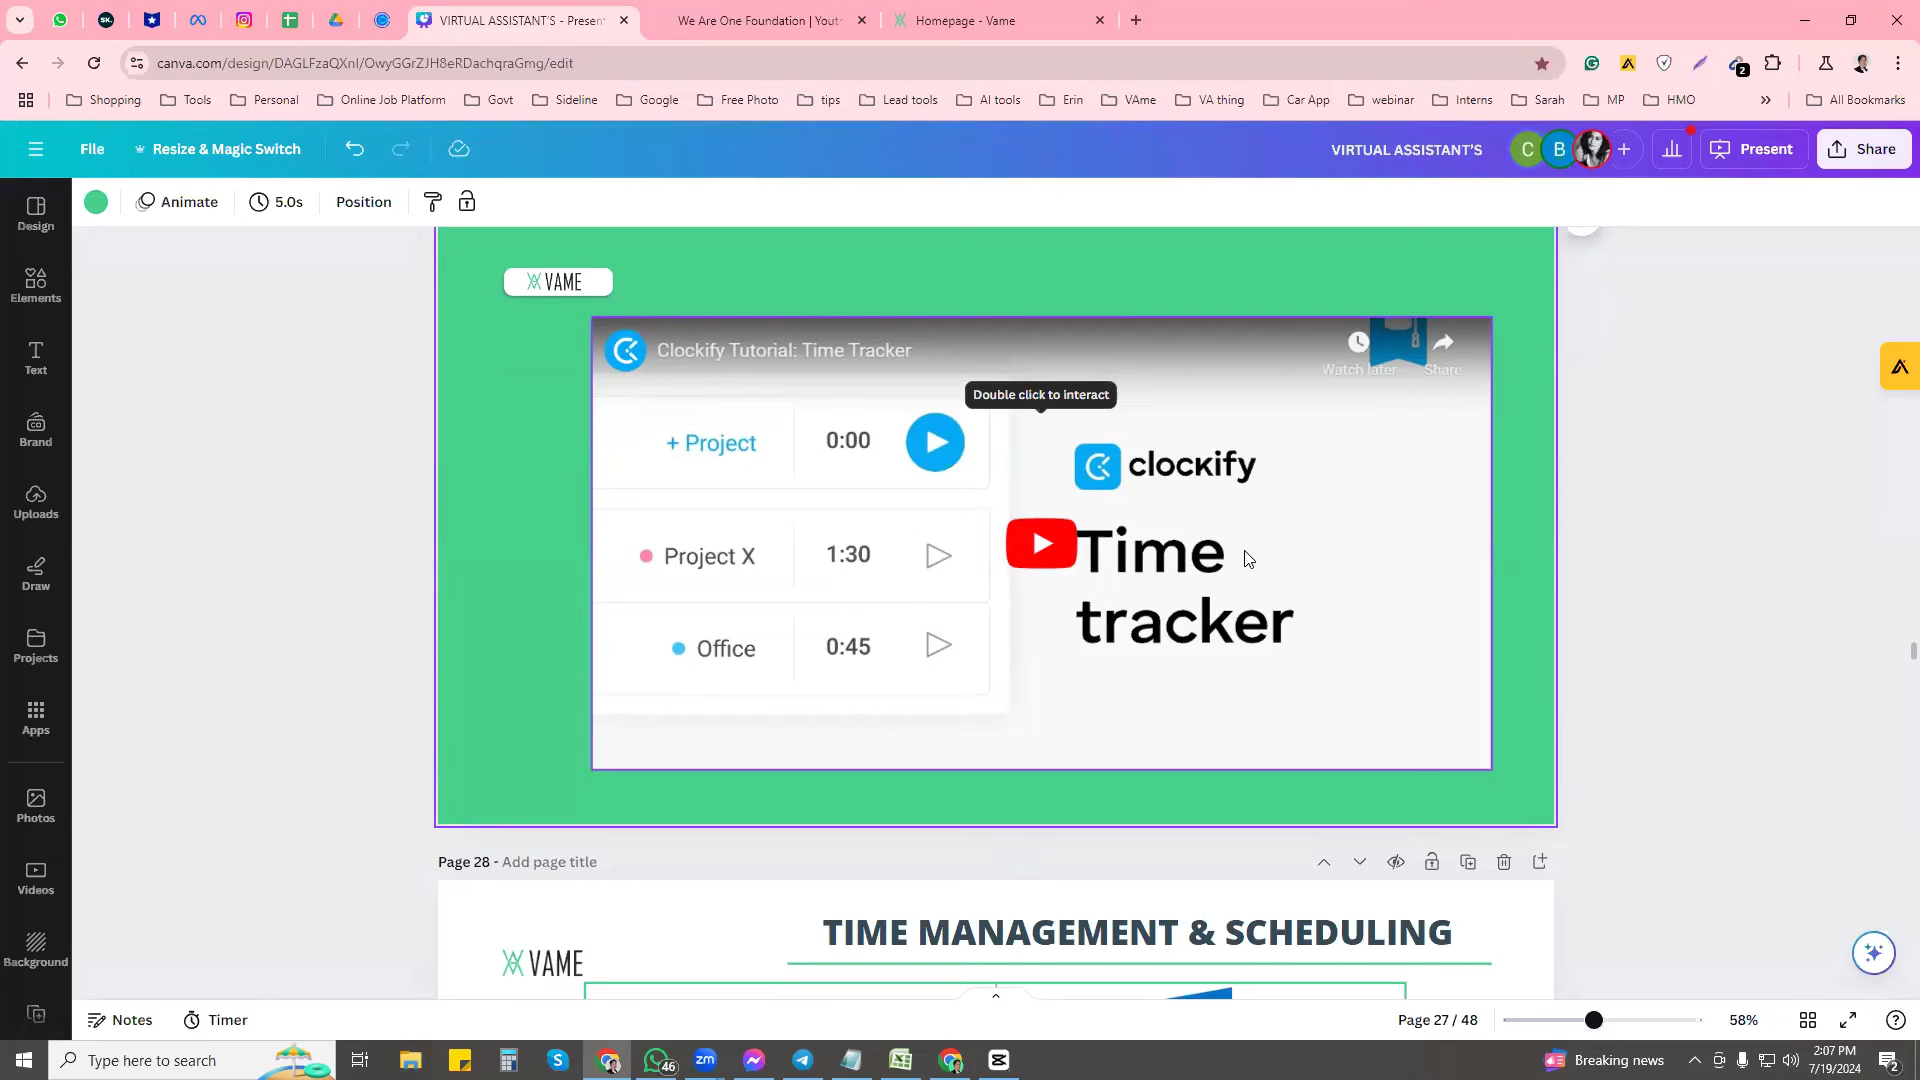 VIRTUAL ASSISTANT'S - Present
We Are One Foundation | Yout
Homepage - Vame
canva.com/design/DAGLFzaQXnI/OwyGGrZJH8eRDachqraGmg/edit
2
Shopping
Tools
Personal
Online Job Platform
Govt
Sideline
Google
Free Photo
tips
Lead tools
AI tools
Erin
VAme
VA thing
Car App
webinar
Interns
Sarah
MP
HMO
All Bookmarks
File
Resize & Magic Switch
VIRTUAL ASSISTANT'S
C
B
Present
Share
Animate
5.0s
Position
Design
Elements
Text
Brand
Uploads
Draw
Projects
Apps
Photos
Videos
Background
VAME
Clockify Tutorial: Time Tracker
Watch later
Share
Double click to interact
+ Project
0:00
Project X
1:30
Office
0:45
clockify
Time
tracker
Page 28 - Add page title
TIME MANAGEMENT & SCHEDULING
VAME
Notes
Timer
Page 27 / 48
58%
Type here to search
46
zm
Breaking news
2:07 PM
7/19/2024
2